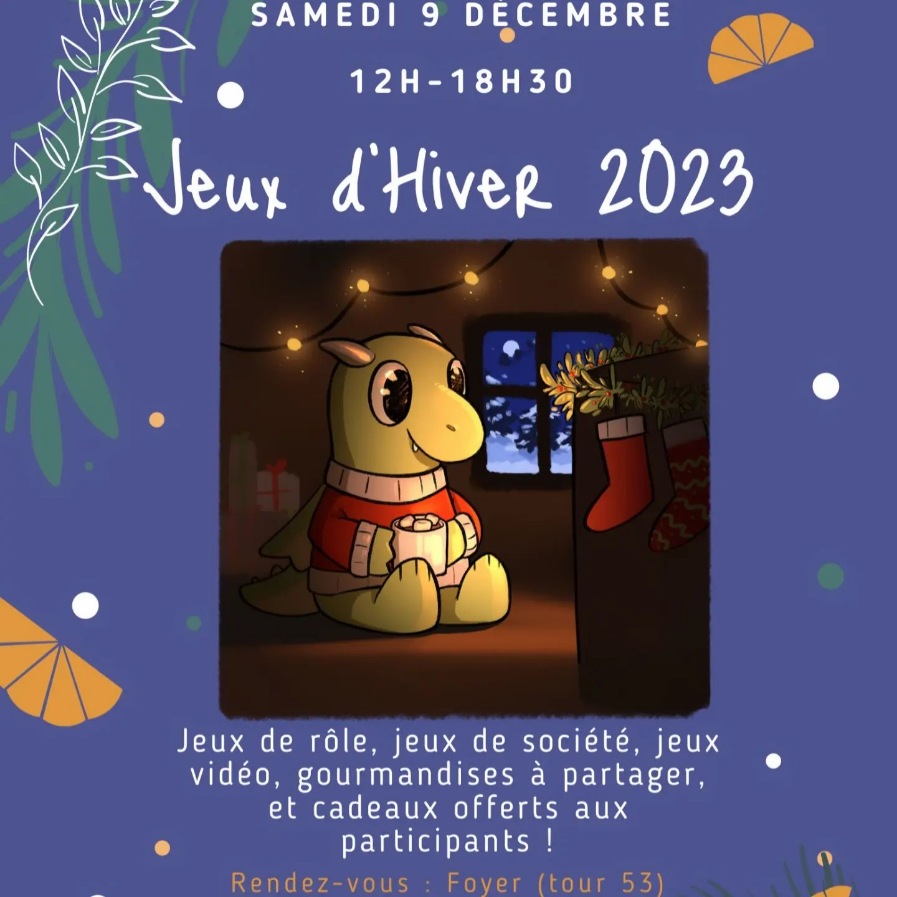 SAMEDI 9 DÉCEMBRE
12H-18H30
Jeux d'Hiver 2023
Jeux de rôle, jeux de société, jeux
vidéo, gourmandises à partager,
et cadeaux offerts aux
participants !
Rendez-vous : Foyer (tour 53)